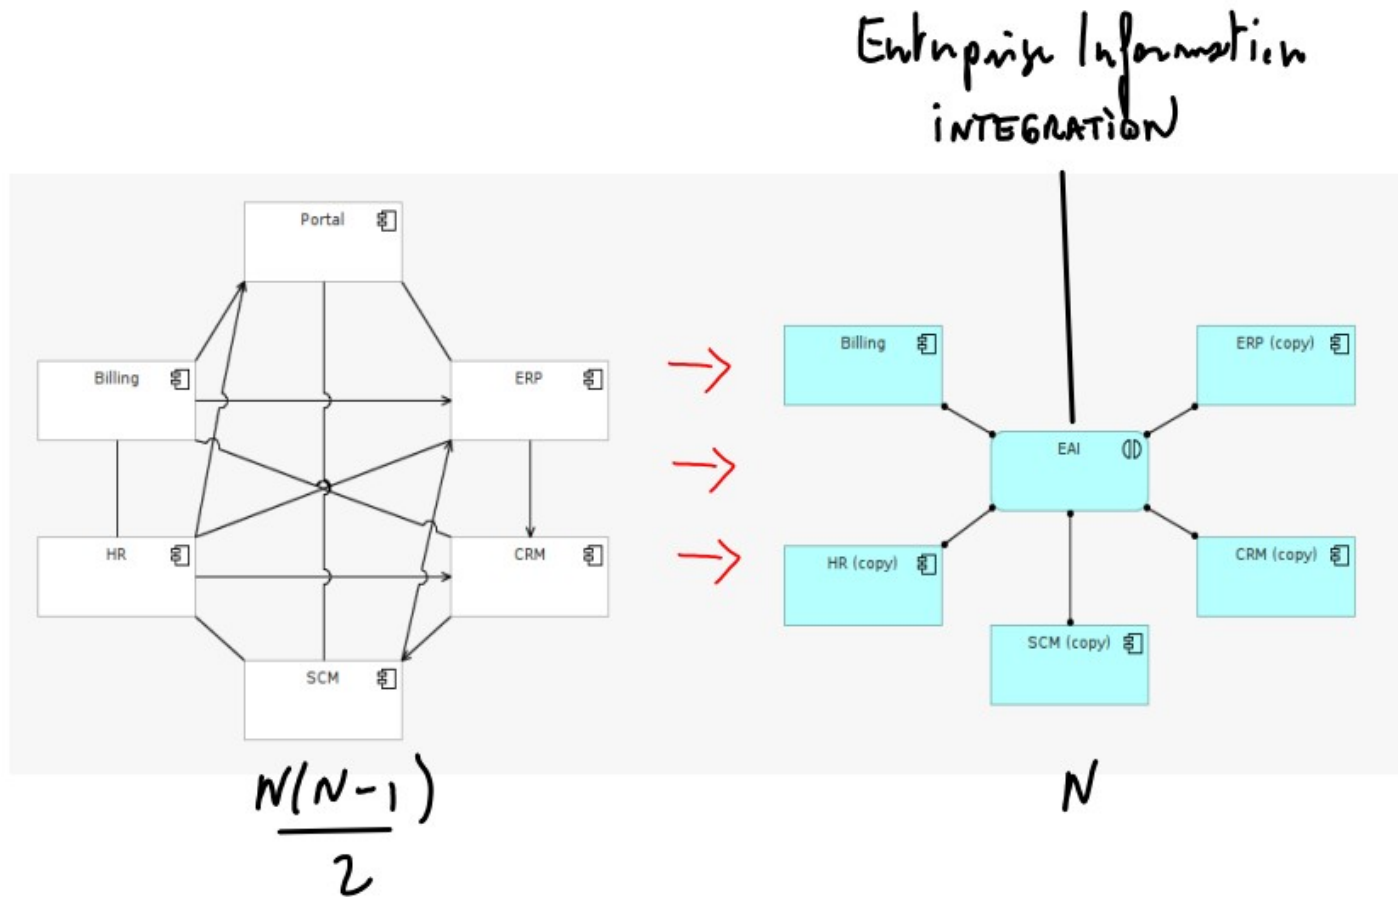 Enterprise Information
INTEGRATION
Portal
Billing
ERP
HR
CRM
SCM
N(N-1)
2
Billing
ERP (copy)
EAI
HR (copy)
CRM (copy)
SCM (copy)
N